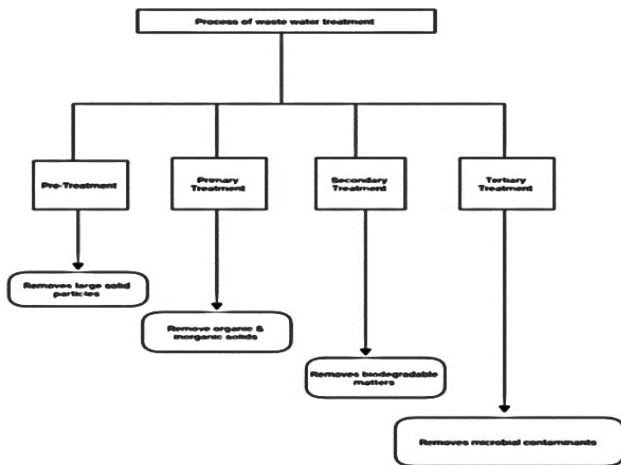 Process of waste water treatment
Pre-Treatment
Primary
Treatment
Secondary
Treatment
Tertiary
Treatment
Removes large solid
particles
Remove organic &
inorganic solids
Removes biodegradable
matters
Removes microbial contaminants